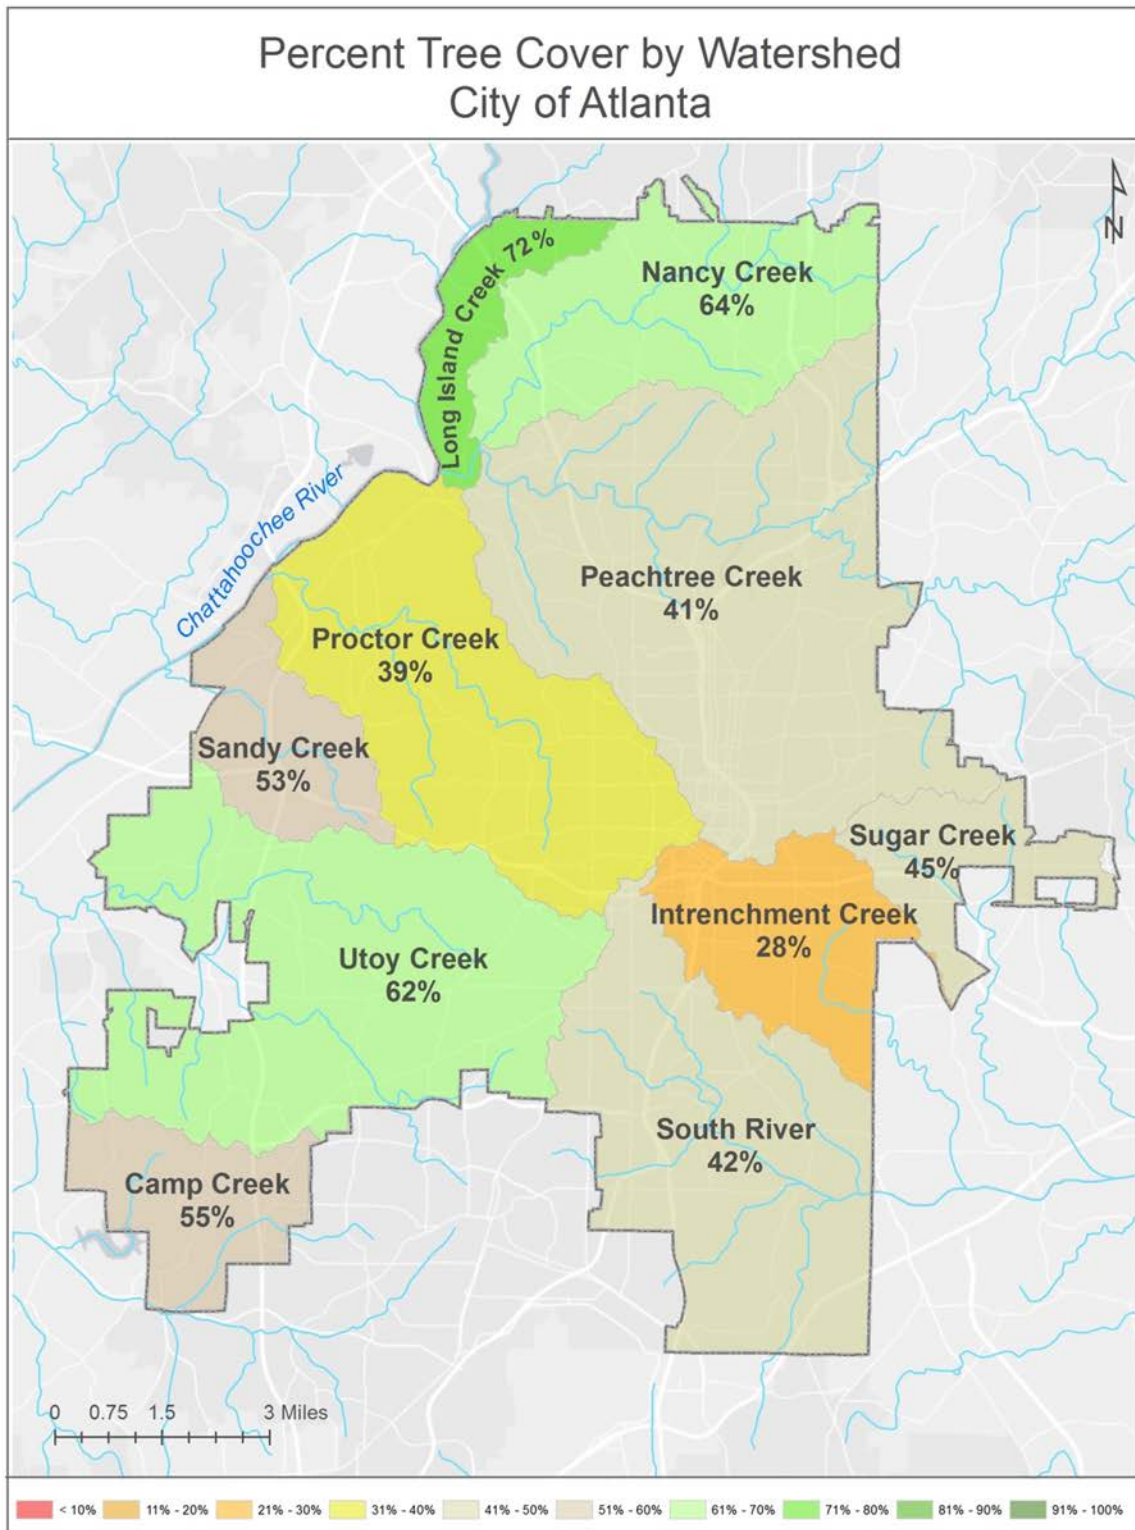 Percent Tree Cover by Watershed
City of Atlanta
N
Long Island Creek 72%
Nancy Creek
64%
Chattahoochee River
Peachtree Creek
41%
Proctor Creek
39%
Sandy Creek
53%
Sugar Creek
45%
Intrenchment Creek
28%
Utoy Creek
62%
South River
42%
Camp Creek
55%
0 0.75 1.5 3 Miles
< 10% 11% - 20% 21% - 30% 31% - 40% 41% - 50% 51% - 60% 61% - 70% 71% - 80% 81% - 90% 91% - 100%